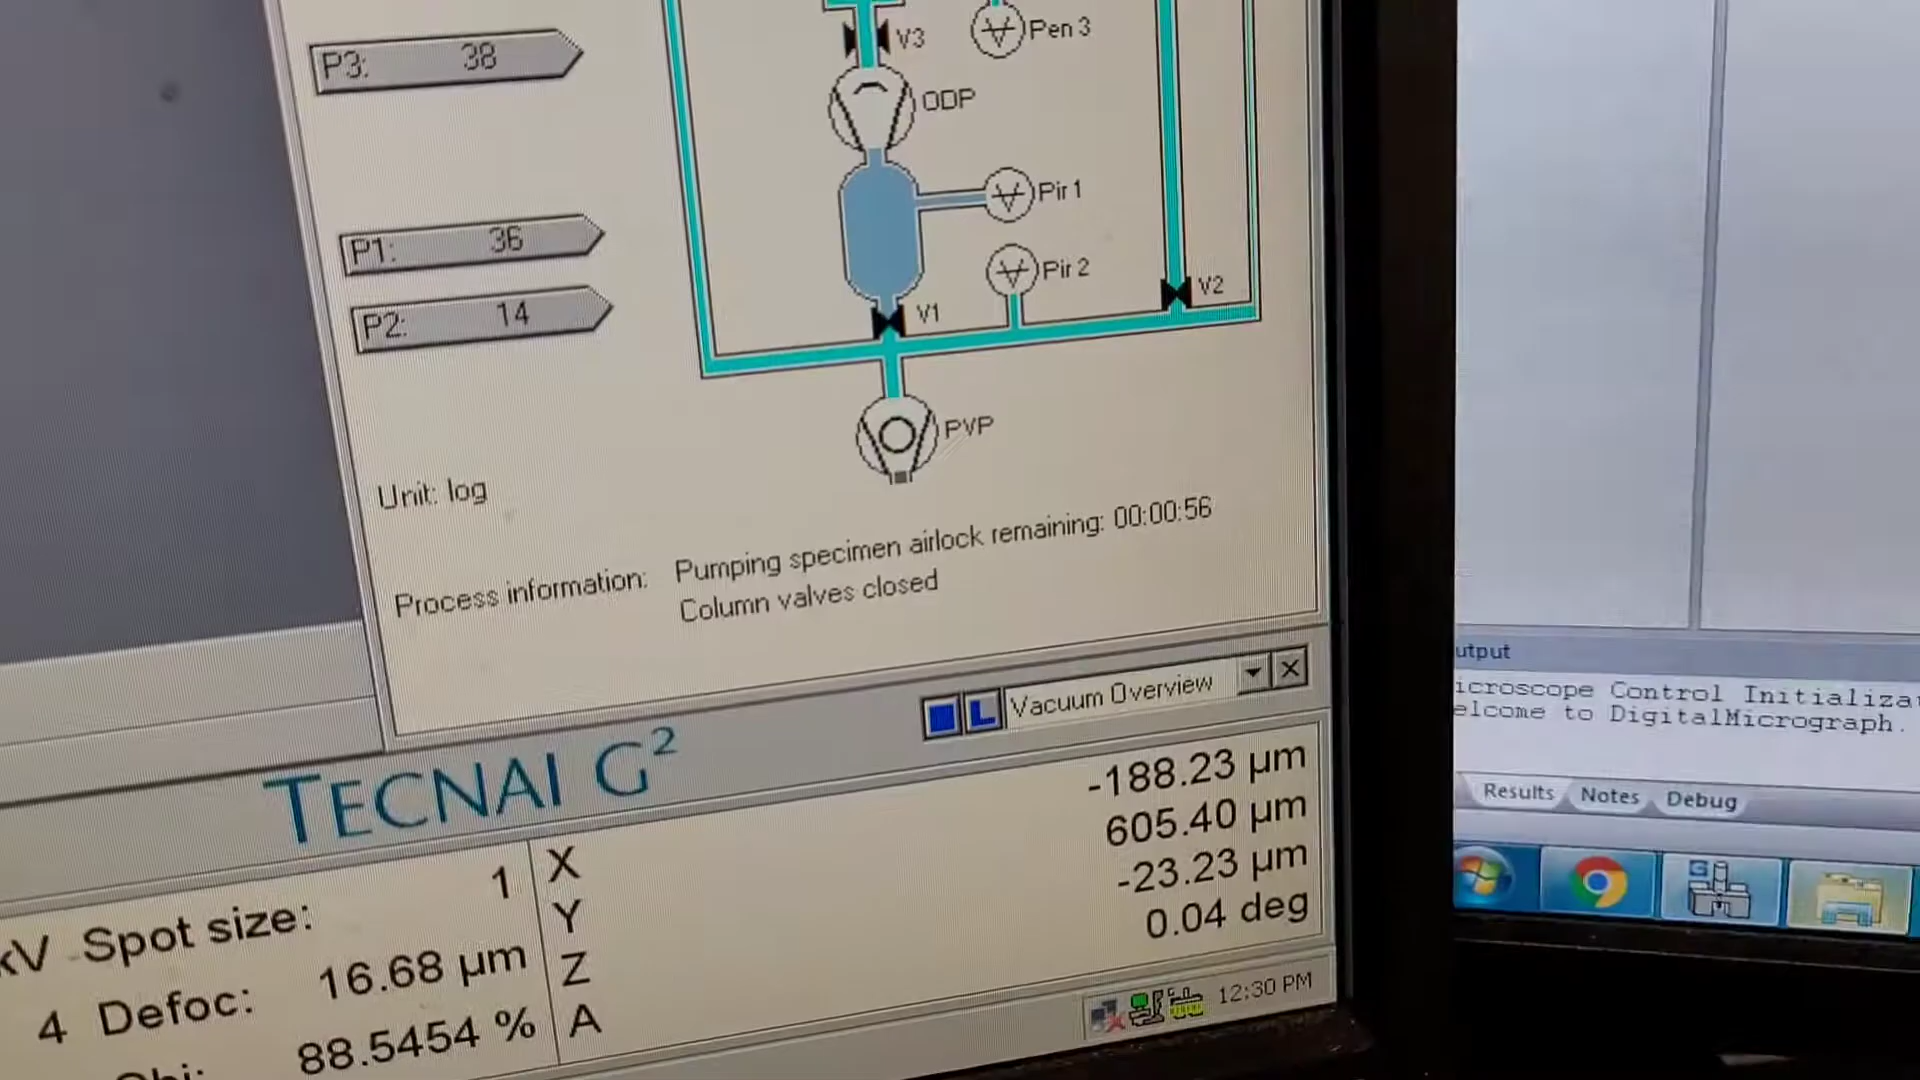 V3
Pen 3
P3: 38
ODP
Pir 1
P1: 36
Pir 2
V2
V1
P2: 14
PVP
Unit: log
Process information: Pumping specimen airlock remaining: 00:00:56
Column valves closed
L Vacuum Overview
TECNAI G²
kV Spot size: 1
4 Defoc: 16.68 µm
88.5454 %
X -188.23 µm
Y 605.40 µm
Z -23.23 µm
A 0.04 deg
12:30 PM
utput
icroscope Control Initializa
elcome to DigitalMicrograph.
Results Notes Debug
G